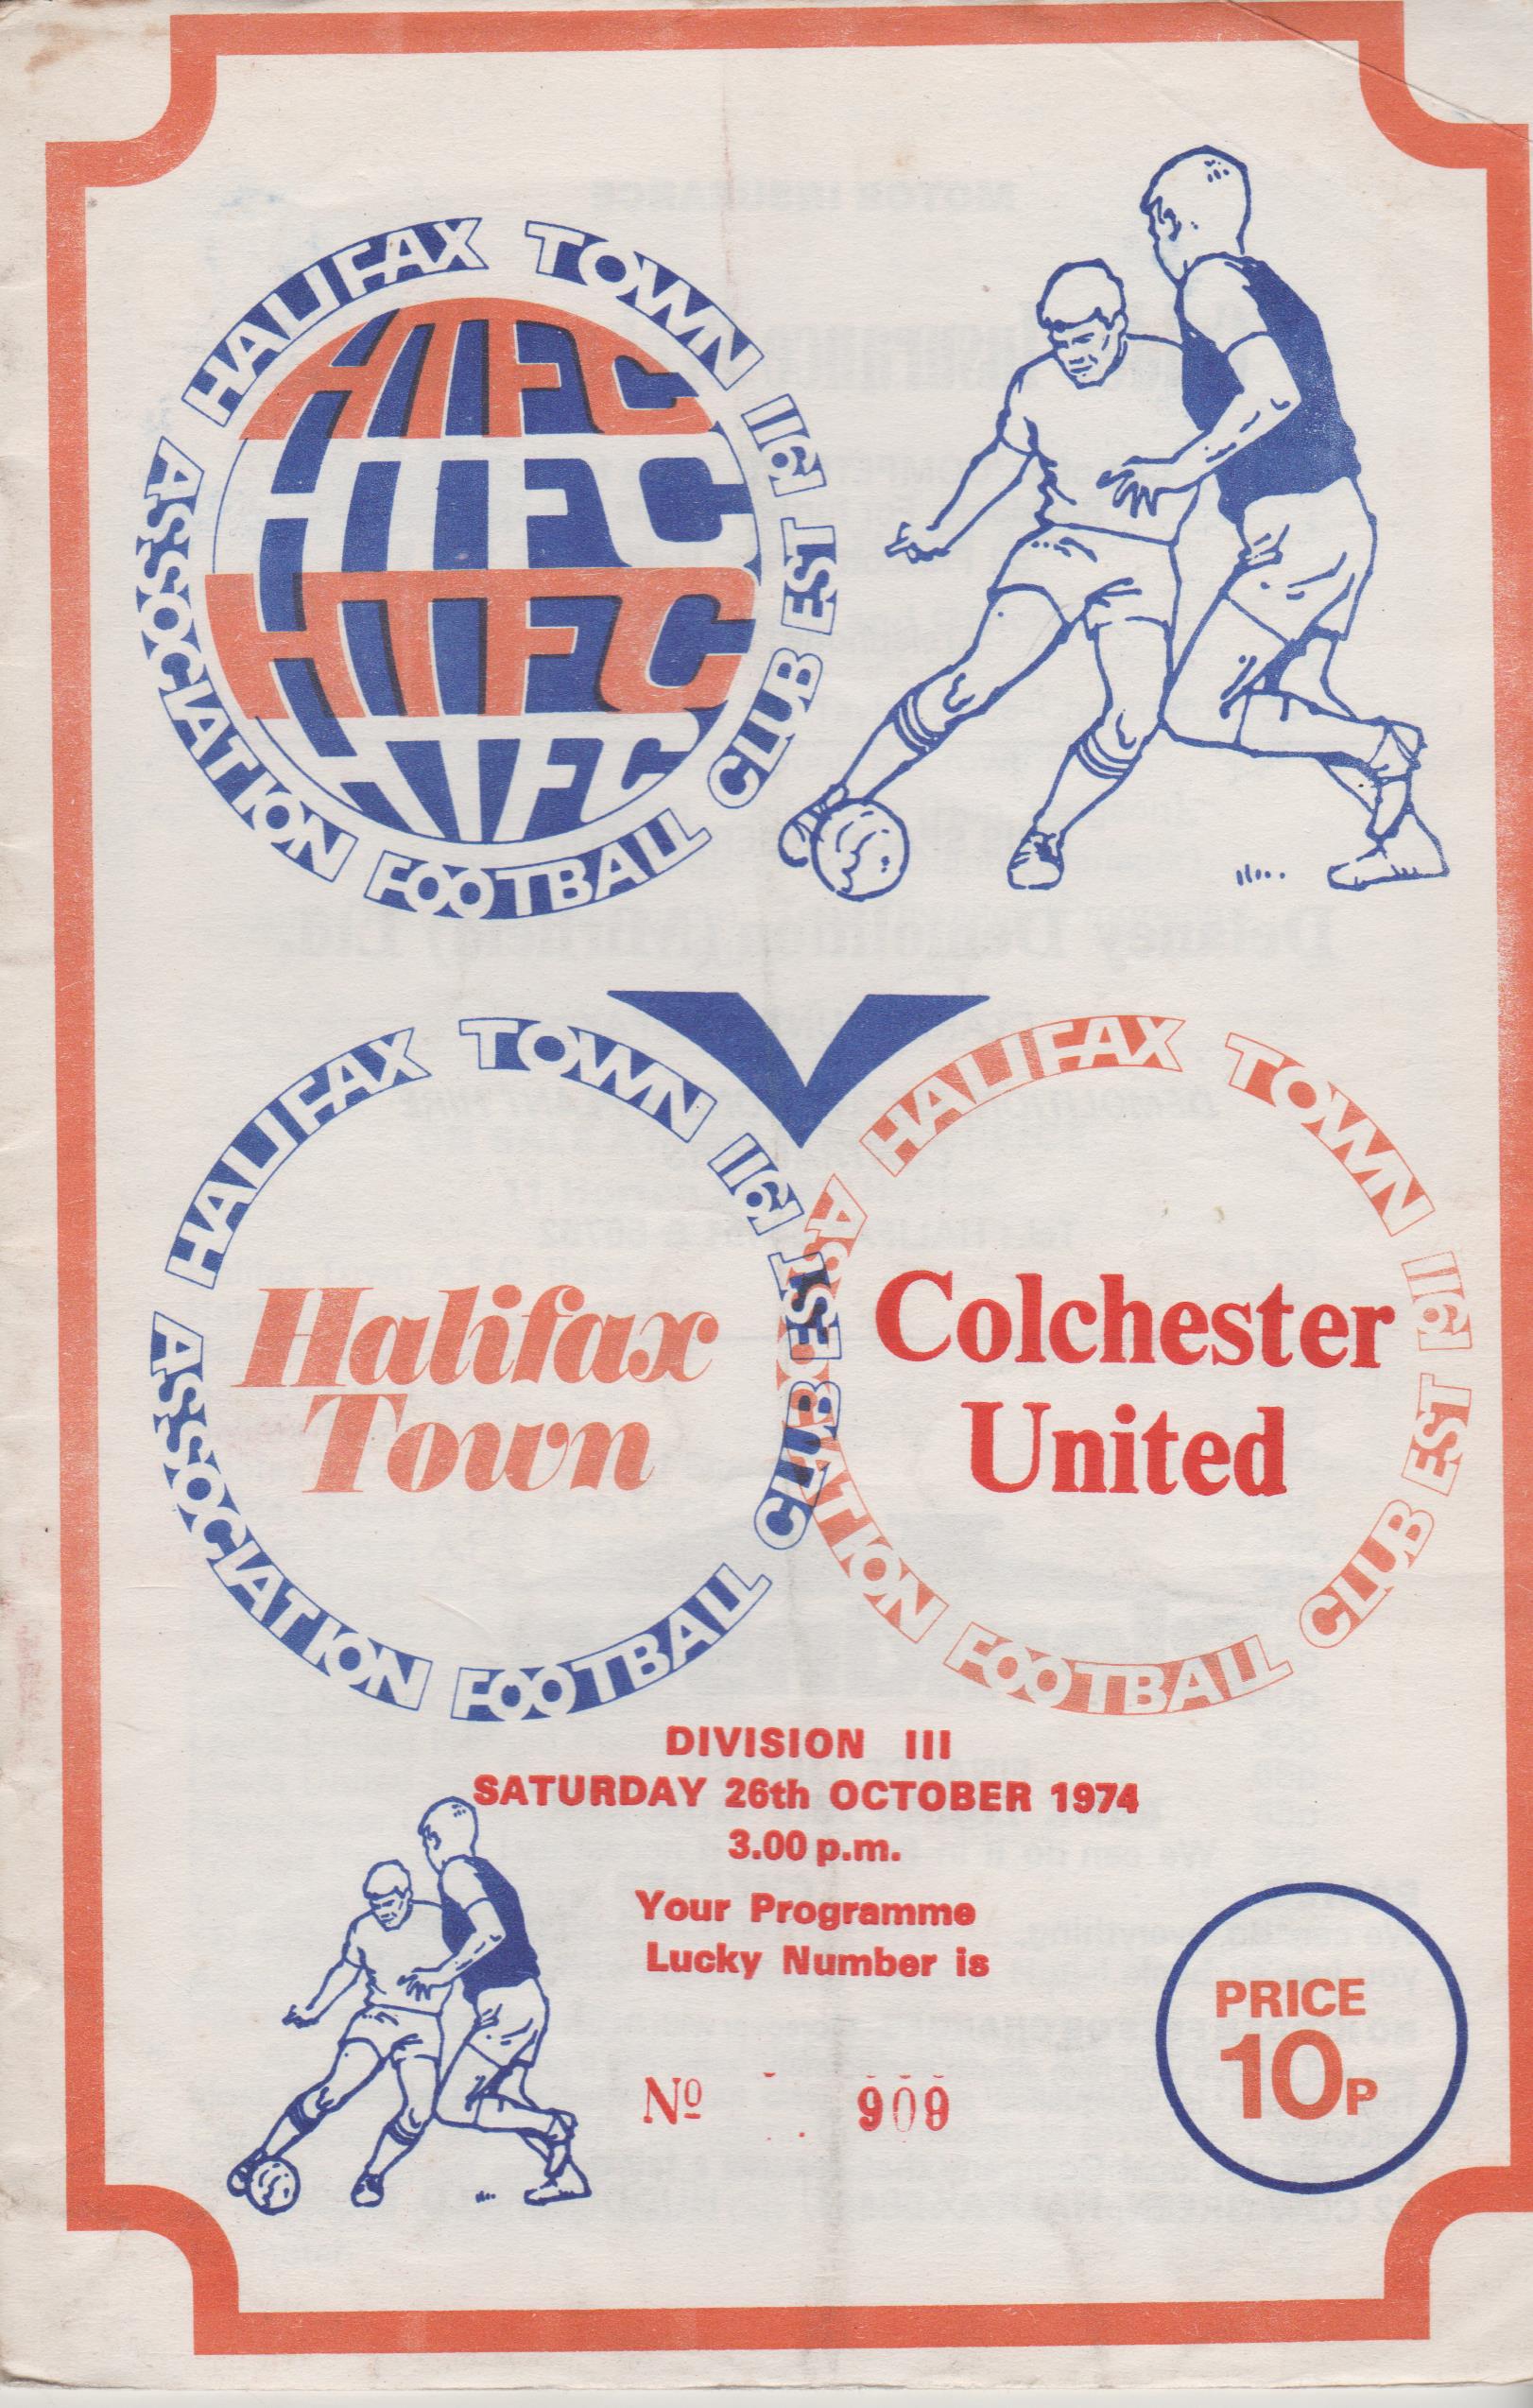 HALIFAX TOWN ASSOCIATION FOOTBALL CLUB EST 1911
HTFC
HTFC
HTFC
HTFC
V
HALIFAX TOWN ASSOCIATION FOOTBALL CLUB EST 1911
Halifax
Town
HALIFAX TOWN ASSOCIATION FOOTBALL CLUB EST 1911
Colchester
United
DIVISION III
SATURDAY 26th OCTOBER 1974
3.00 p.m.
Your Programme
Lucky Number is
Nº 909
PRICE
10P